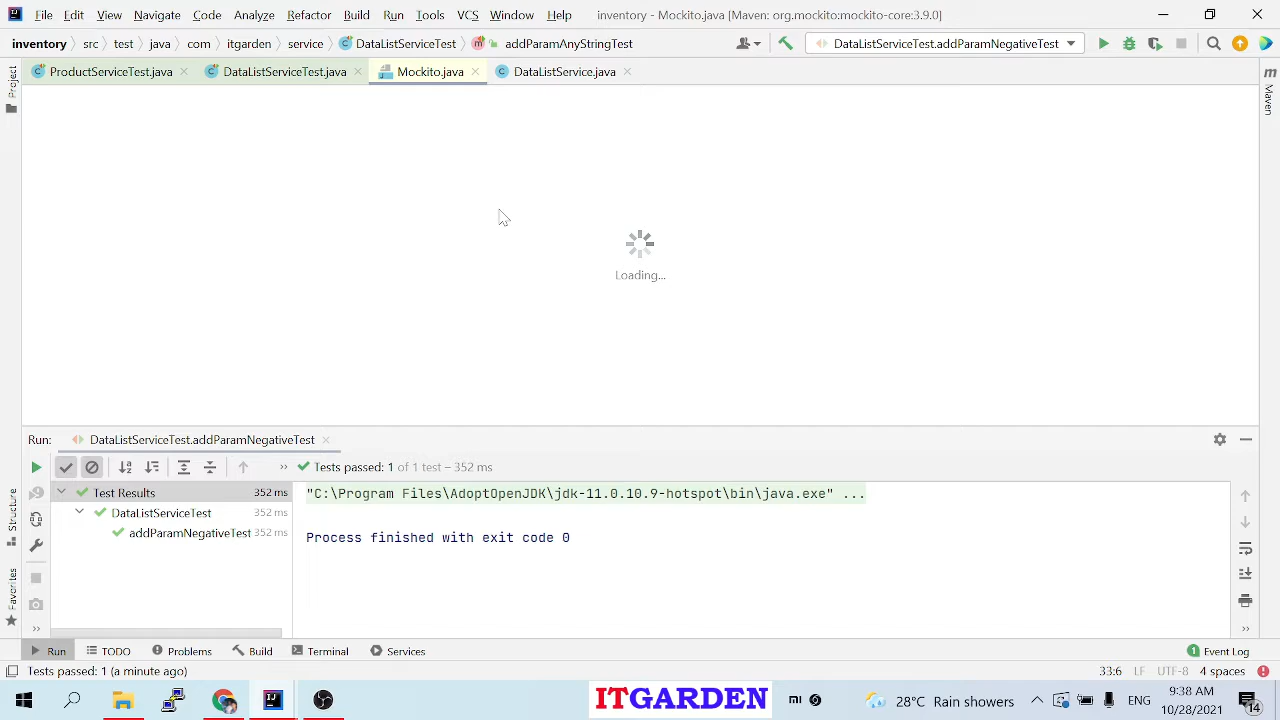 File Edit View Navigate Code Analyze Refactor Build Run Tools VCS Window Help inventory - Mockito.java [Maven: org.mockito:mockito-core:3.9.0]
inventory src test java com itgarden service DataListServiceTest addParamAnyStringTest DataListServiceTest.addParamNegativeTest
ProductServiceTest.java DataListServiceTest.java Mockito.java DataListService.java
Project
Maven
Loading...
Run: DataListServiceTest.addParamNegativeTest
Tests passed: 1 of 1 test – 352 ms
Test Results 352 ms
DataListServiceTest 352 ms
addParamNegativeTest 352 ms
"C:\Program Files\AdoptOpenJDK\jdk-11.0.10.9-hotspot\bin\java.exe" ...
Process finished with exit code 0
Structure
Favorites
Run TODO Problems Build Terminal Services 1 Event Log
Tests passed: 1 (a minute ago) 33:6 LF UTF-8 4 spaces
ITGARDEN
28°C Rain showers ENG 9:38 AM
10/28/2021 14